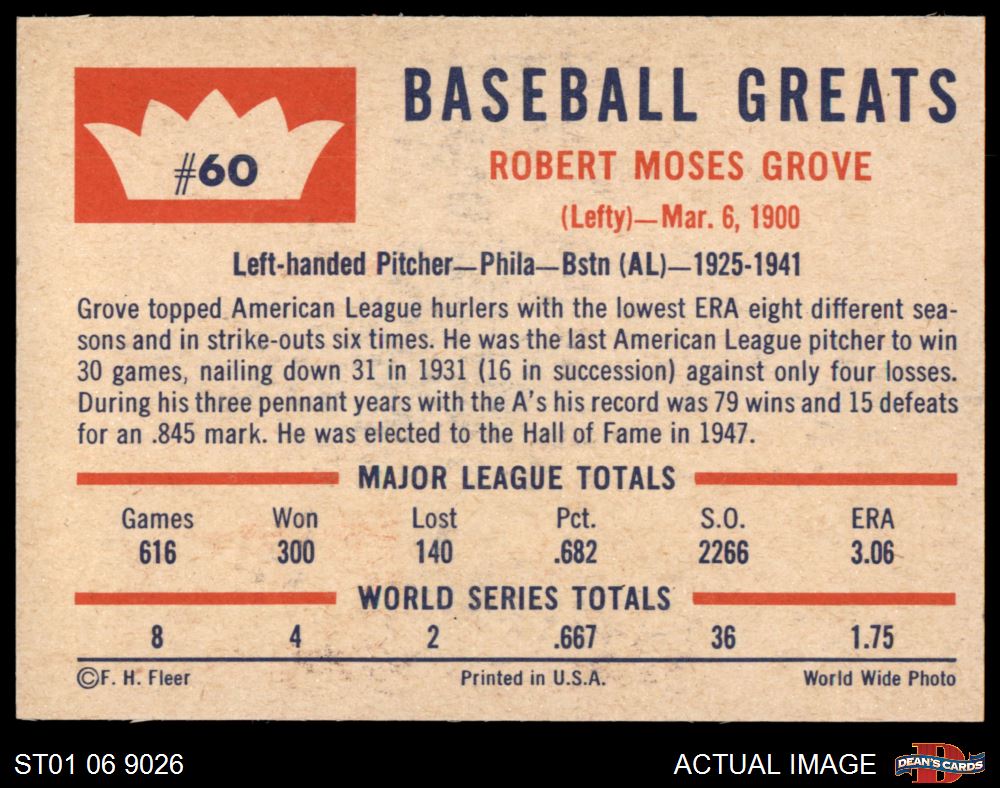 #60
BASEBALL GREATS
ROBERT MOSES GROVE
(Lefty)—Mar. 6, 1900
Left-handed Pitcher—Phila—Bstn (AL)—1925-1941
Grove topped American League hurlers with the lowest ERA eight different sea-
sons and in strike-outs six times. He was the last American League pitcher to win
30 games, nailing down 31 in 1931 (16 in succession) against only four losses.
During his three pennant years with the A's his record was 79 wins and 15 defeats
for an .845 mark. He was elected to the Hall of Fame in 1947.
MAJOR LEAGUE TOTALS
Games Won Lost Pct. S.O. ERA
616 300 140 .682 2266 3.06
WORLD SERIES TOTALS
8 4 2 .667 36 1.75
©F. H. Fleer Printed in U.S.A. World Wide Photo
ST01 06 9026 ACTUAL IMAGE DEAN'S CARDS